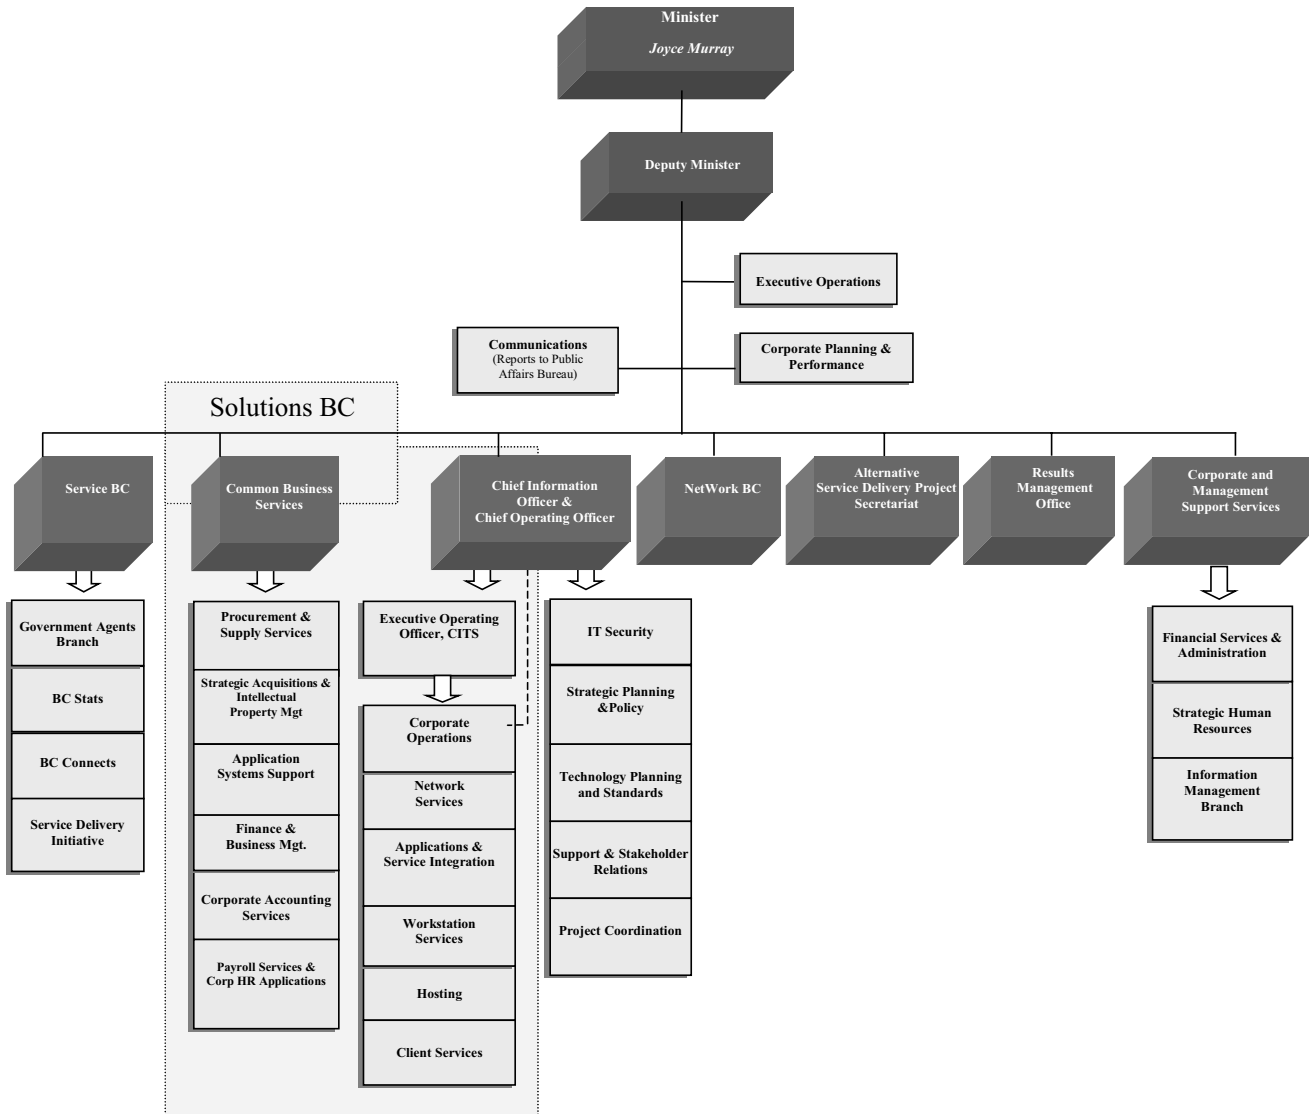 Minister
Joyce Murray
Deputy Minister
Executive Operations
Communications
(Reports to Public
Affairs Bureau)
Corporate Planning &
Performance
Solutions BC
Service BC
Common Business
Services
Chief Information
Officer &
Chief Operating Officer
NetWork BC
Alternative
Service Delivery Project
Secretariat
Results
Management
Office
Corporate and
Management
Support Services
Government Agents
Branch
BC Stats
BC Connects
Service Delivery
Initiative
Procurement &
Supply Services
Strategic Acquisitions &
Intellectual
Property Mgt
Application
Systems Support
Finance &
Business Mgt.
Corporate Accounting
Services
Payroll Services &
Corp HR Applications
Executive Operating
Officer, CITS
Corporate
Operations
Network
Services
Applications &
Service Integration
Workstation
Services
Hosting
Client Services
IT Security
Strategic Planning
&Policy
Technology Planning
and Standards
Support & Stakeholder
Relations
Project Coordination
Financial Services &
Administration
Strategic Human
Resources
Information
Management
Branch